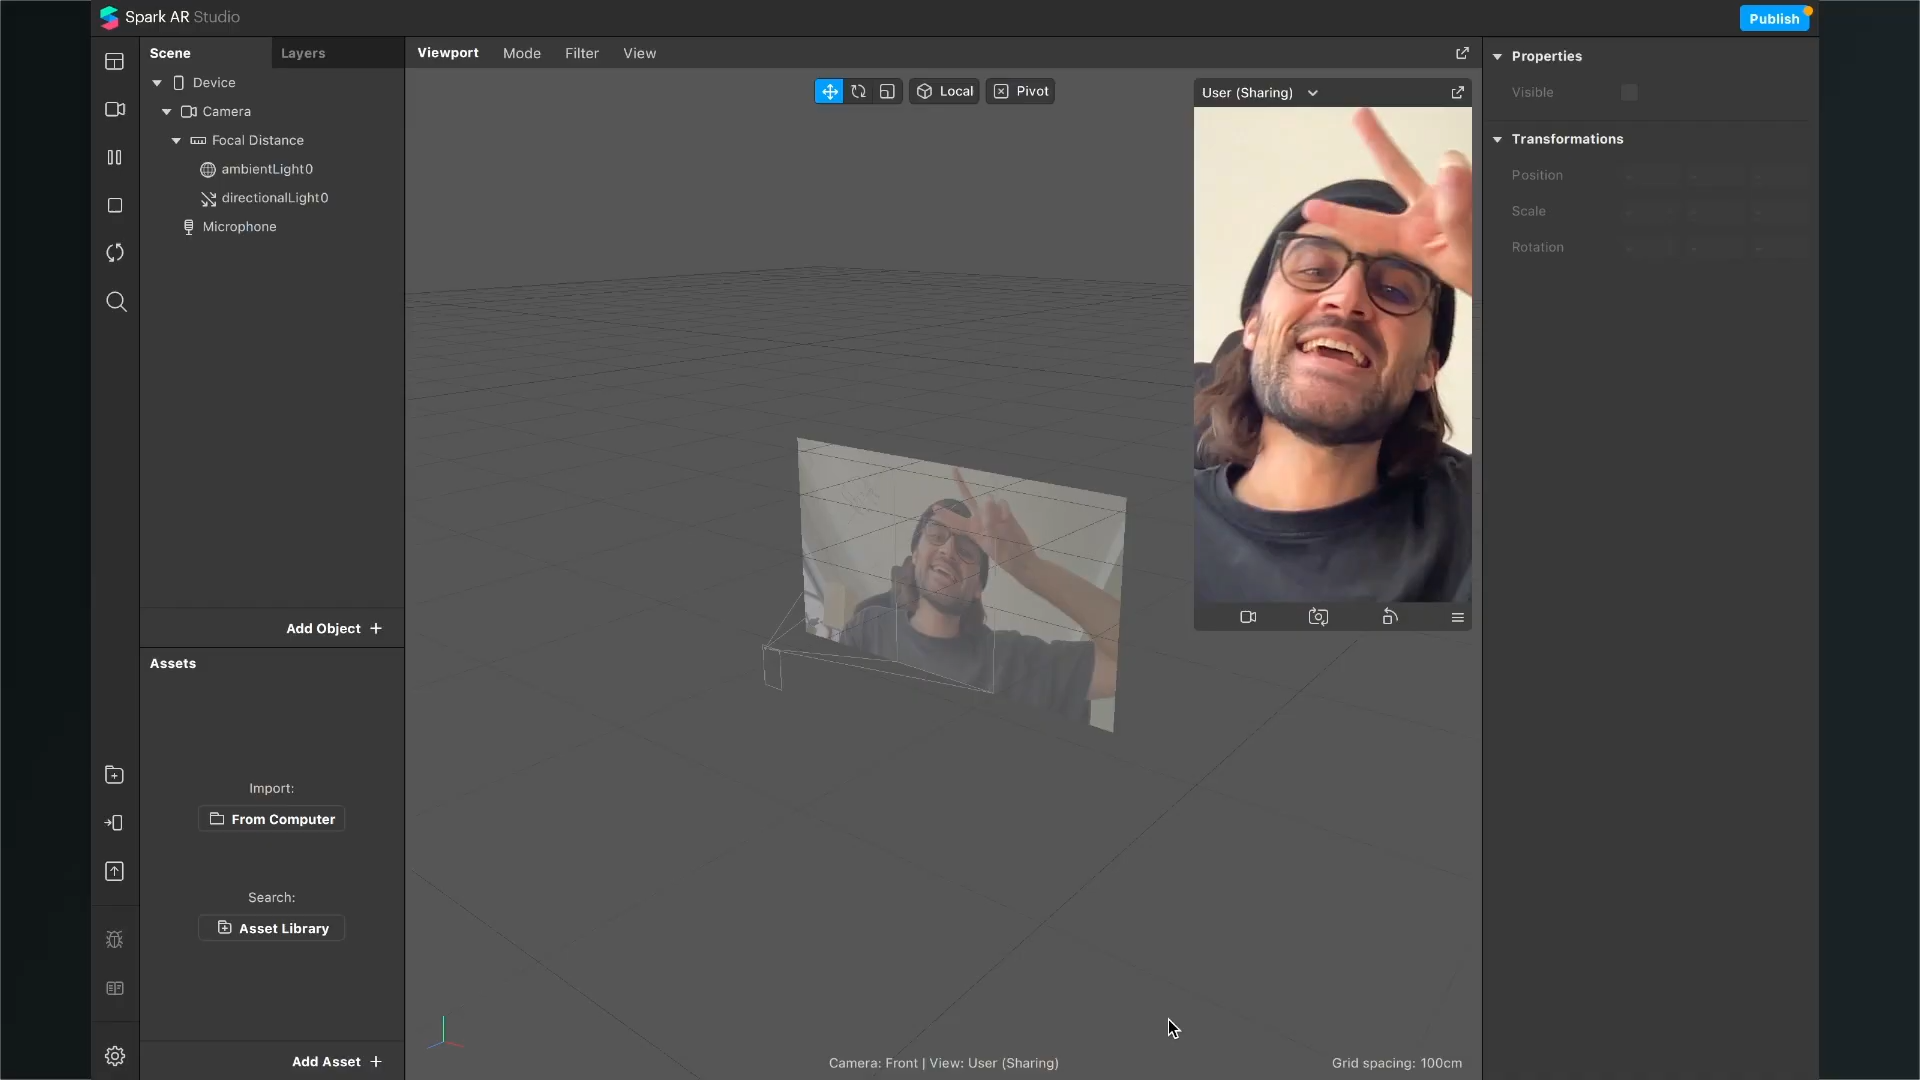 Spark AR Studio
Publish
Scene
Layers
Device
Camera
Focal Distance
ambientLight0
directionalLight0
Microphone
Add Object +
Assets
Import:
From Computer
Search:
Asset Library
Add Asset +
Viewport
Mode
Filter
View
Local
Pivot
User (Sharing)
Camera: Front | View: User (Sharing)
Grid spacing: 100cm
Properties
Visible
Transformations
Position
Scale
Rotation